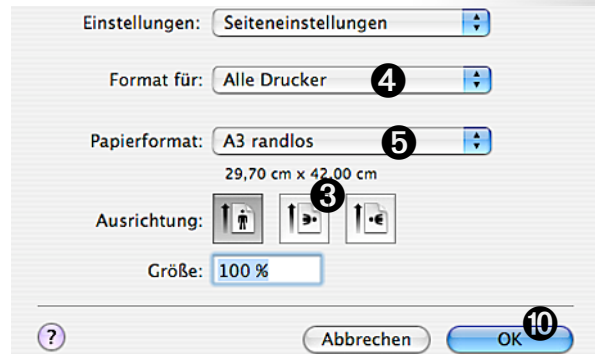 Einstellungen: Seiteneinstellungen
Format für: Alle Drucker 4
Papierformat: A3 randlos 5
29,70 cm x 42,00 cm
3
Ausrichtung:
Größe: 100 %
? Abbrechen OK 10